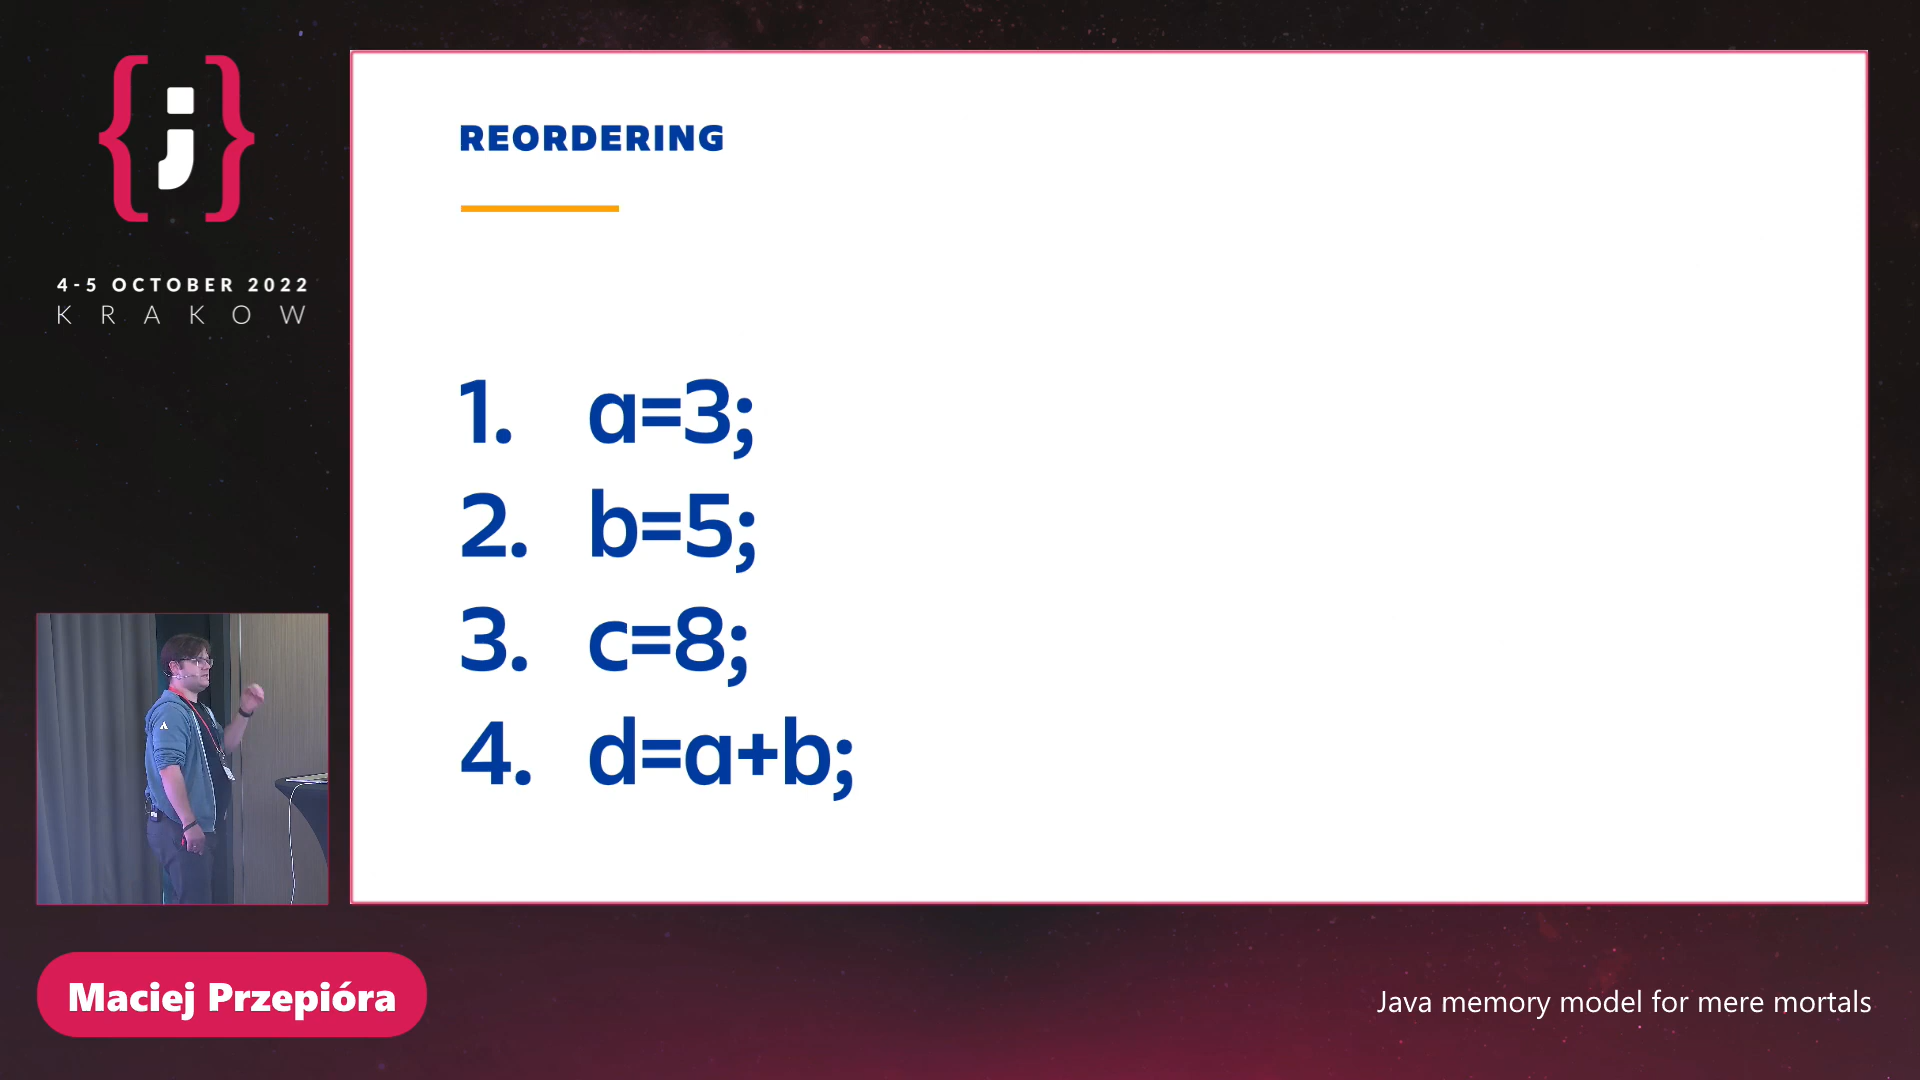 {j}
4-5 OCTOBER 2022
KRAKOW
REORDERING
1. a=3;
2. b=5;
3. c=8;
4. d=a+b;
Maciej Przepióra
Java memory model for mere mortals